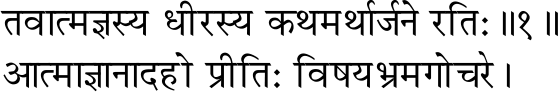 तवात्मज्ञस्य धीरस्य कथमर्थार्जने रतिः ॥१ ॥
आत्माज्ञानादहो प्रीतिः विषयभ्रमगोचरे ।